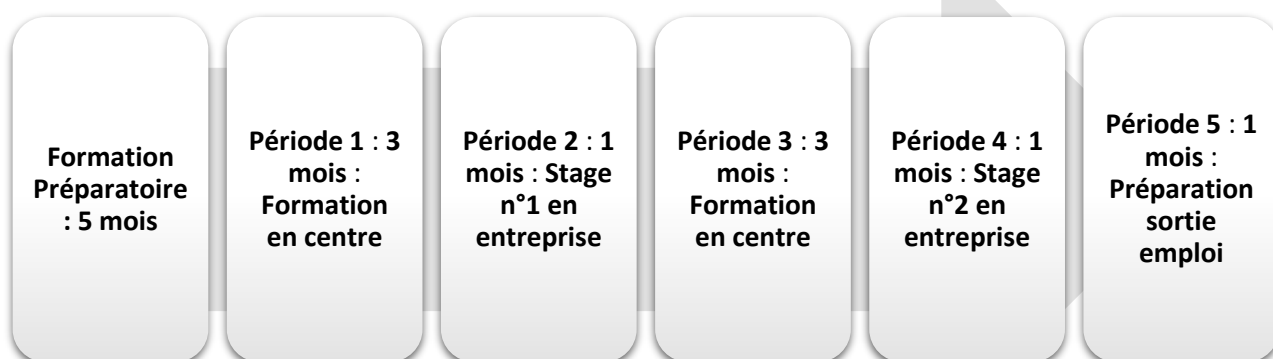 Formation
Préparatoire
: 5 mois
Période 1 : 3
mois :
Formation
en centre
Période 2 : 1
mois : Stage
n°1 en
entreprise
Période 3 : 3
mois :
Formation
en centre
Période 4 : 1
mois : Stage
n°2 en
entreprise
Période 5 : 1
mois :
Préparation
sortie
emploi